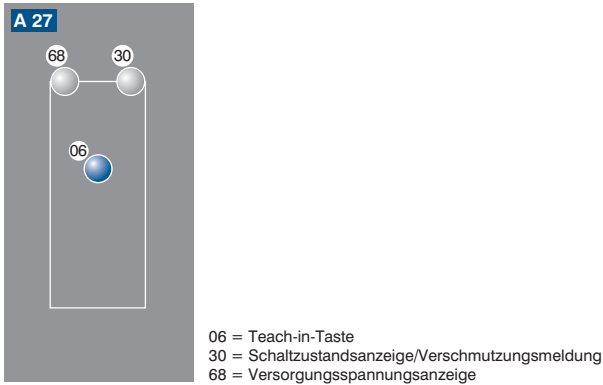 A 27
68
30
06
06 = Teach-in-Taste
30 = Schaltzustandsanzeige/Verschmutzungsmeldung
68 = Versorgungsspannungsanzeige